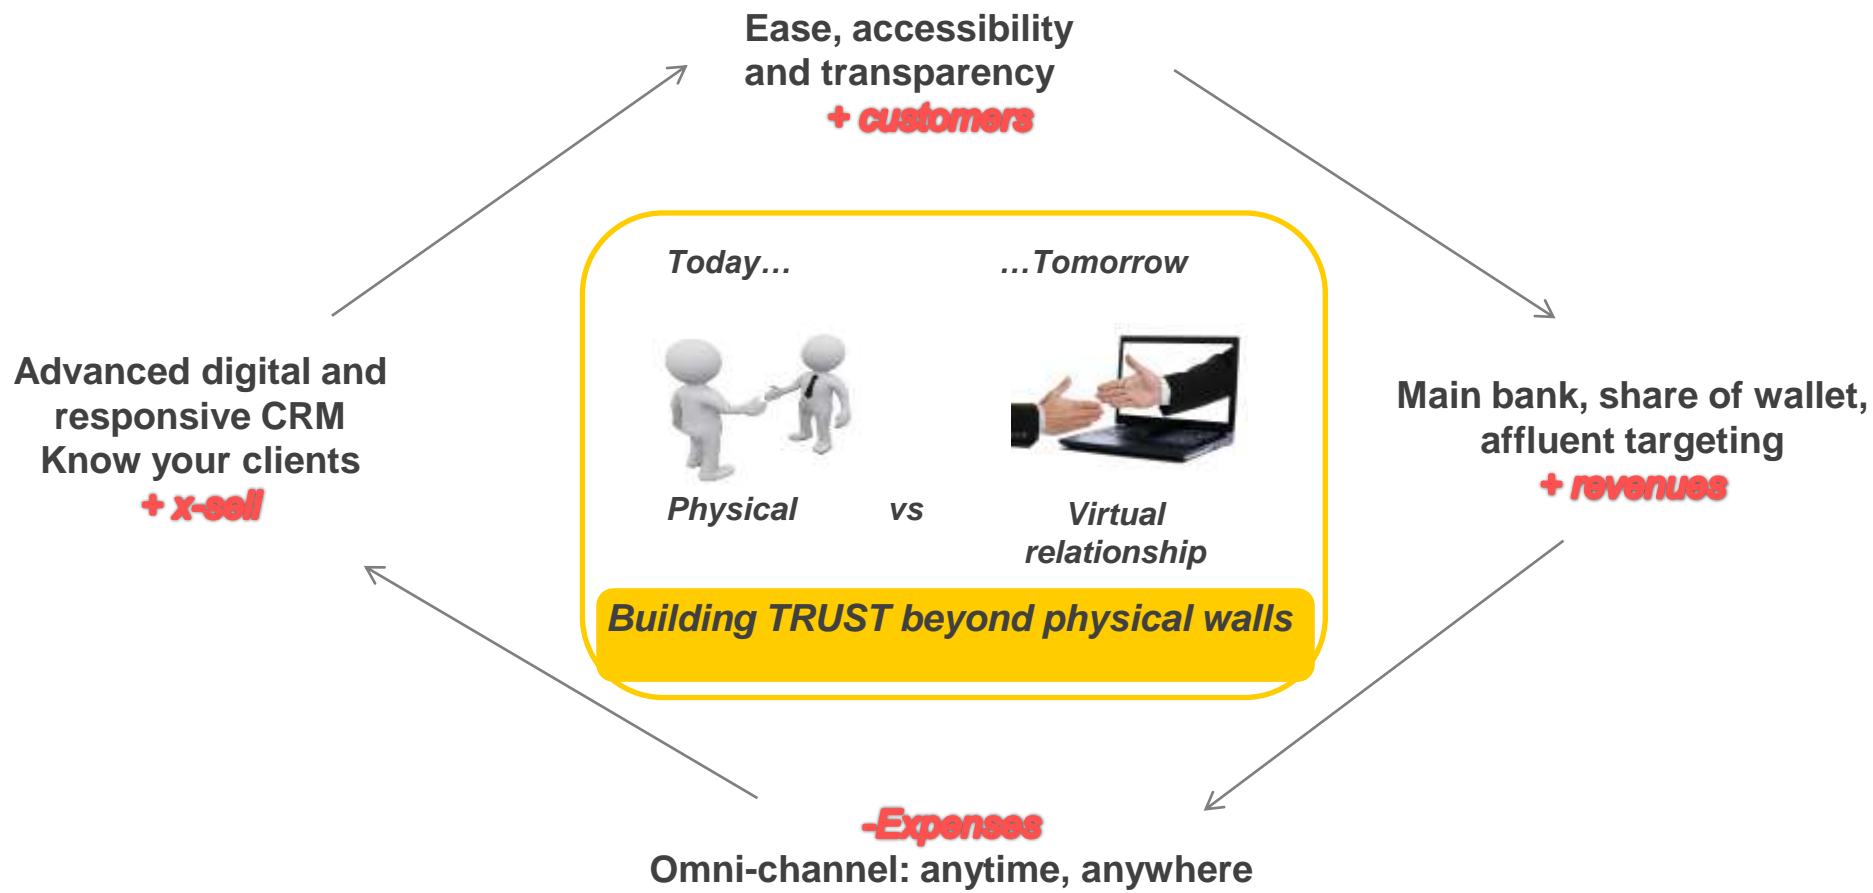 Ease, accessibility
and transparency
+ customers
Today…
…Tomorrow
Advanced digital and
responsive CRM
Know your clients
+ x-sell
Main bank, share of wallet,
affluent targeting
+ revenues
Physical
vs
Virtual
relationship
Building TRUST beyond physical walls
-Expenses
Omni-channel: anytime, anywhere